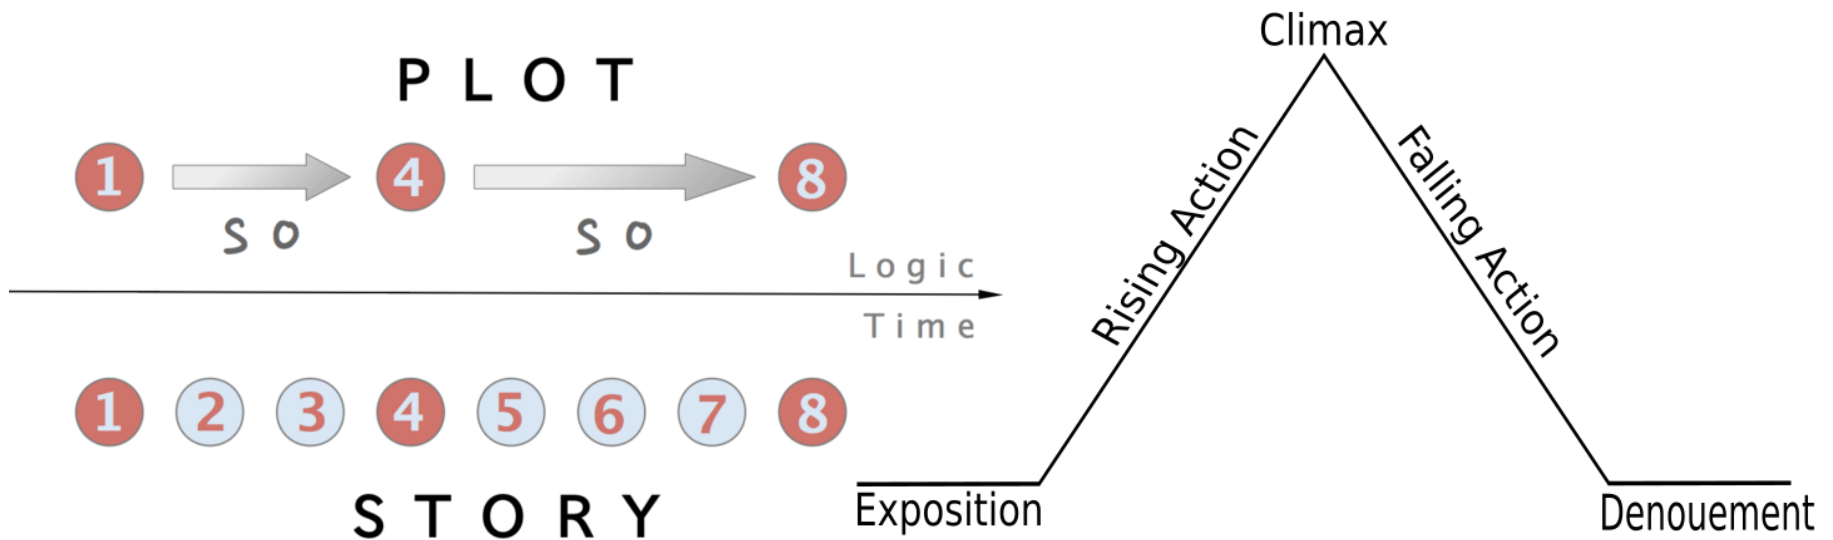 PLOT
1 4 8
SO SO
Logic
Time
1 2 3 4 5 6 7 8
STORY
Climax
Rising Action
Falling Action
Exposition
Denouement